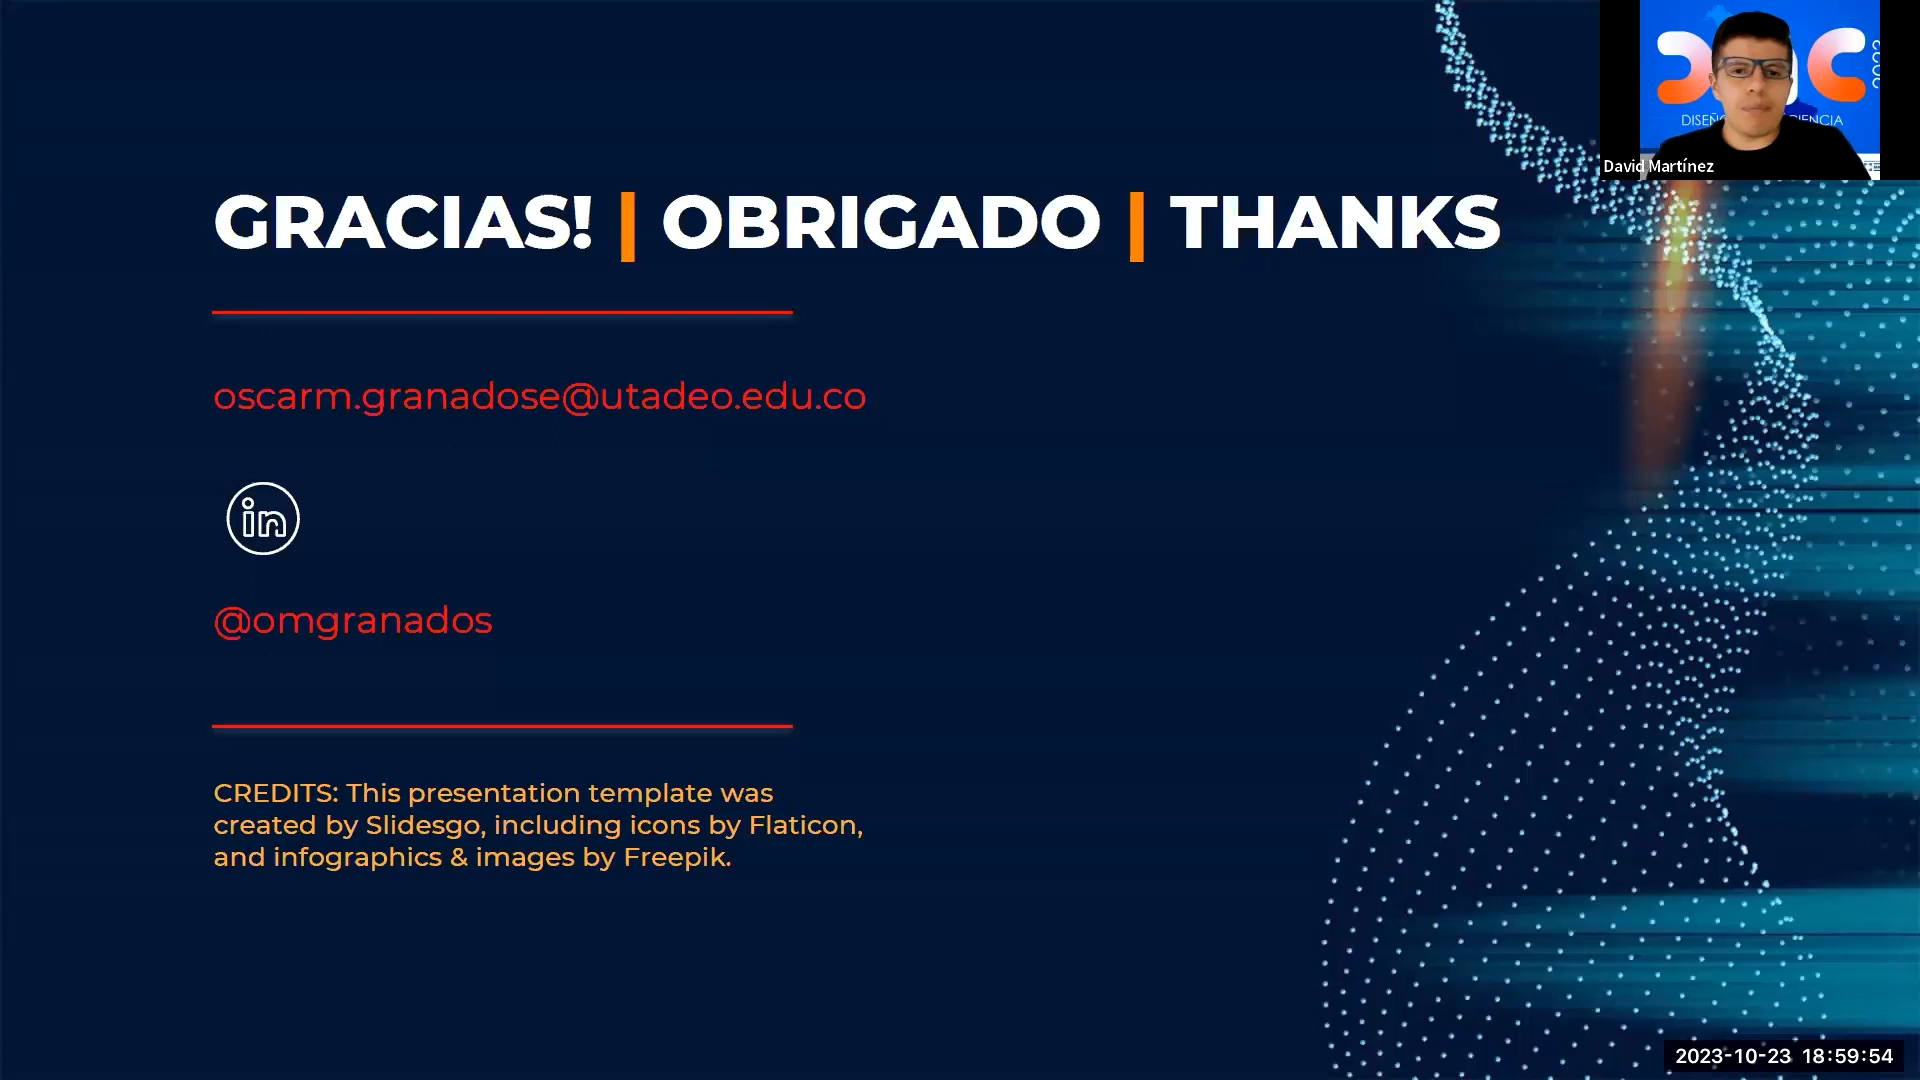 GRACIAS! | OBRIGADO | THANKS
oscarm.granadose@utadeo.edu.co
in
@omgranados
CREDITS: This presentation template was
created by Slidesgo, including icons by Flaticon,
and infographics & images by Freepik.
David Martínez
2023-10-23 18:59:54